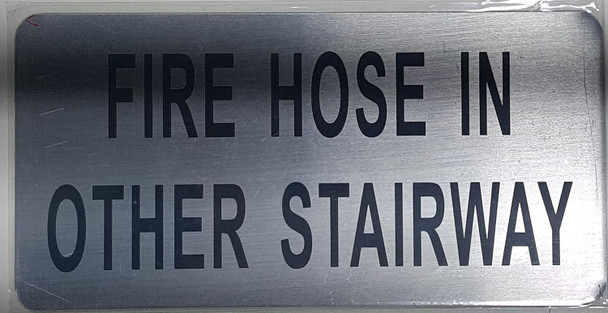 FIRE HOSE IN
OTHER STAIRWAY